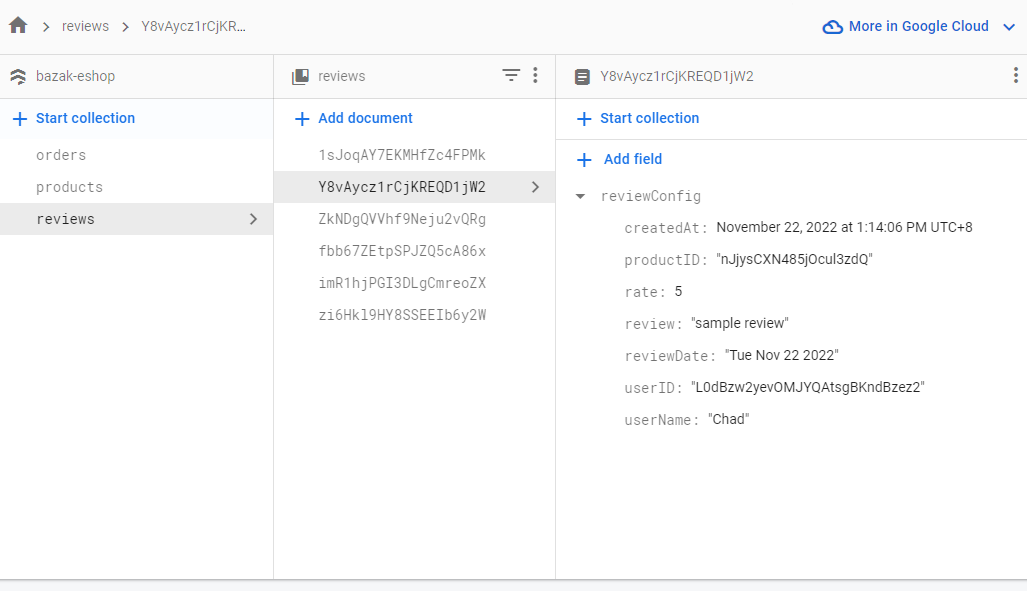 reviews
Y8vAycz1rCjKR...
More in Google Cloud
bazak-eshop
Start collection
orders
products
reviews
reviews
Add document
1sJoqAY7EKMHfZc4FPMk
Y8vAycz1rCjKREQD1jW2
ZkNDgQVVhf9Neju2vQRg
fbb67ZEtpSPJZQ5cA86x
imR1hjPGI3DLgCmreoZX
zi6Hkl9HY8SSEEIb6y2W
Y8vAycz1rCjKREQD1jW2
Start collection
Add field
reviewConfig
createdAt: November 22, 2022 at 1:14:06 PM UTC+8
productID: "nJjysCXN485jOcul3zdQ"
rate: 5
review: "sample review"
reviewDate: "Tue Nov 22 2022"
userID: "L0dBzw2yevOMJYQAtsgBKndBzez2"
userName: "Chad"